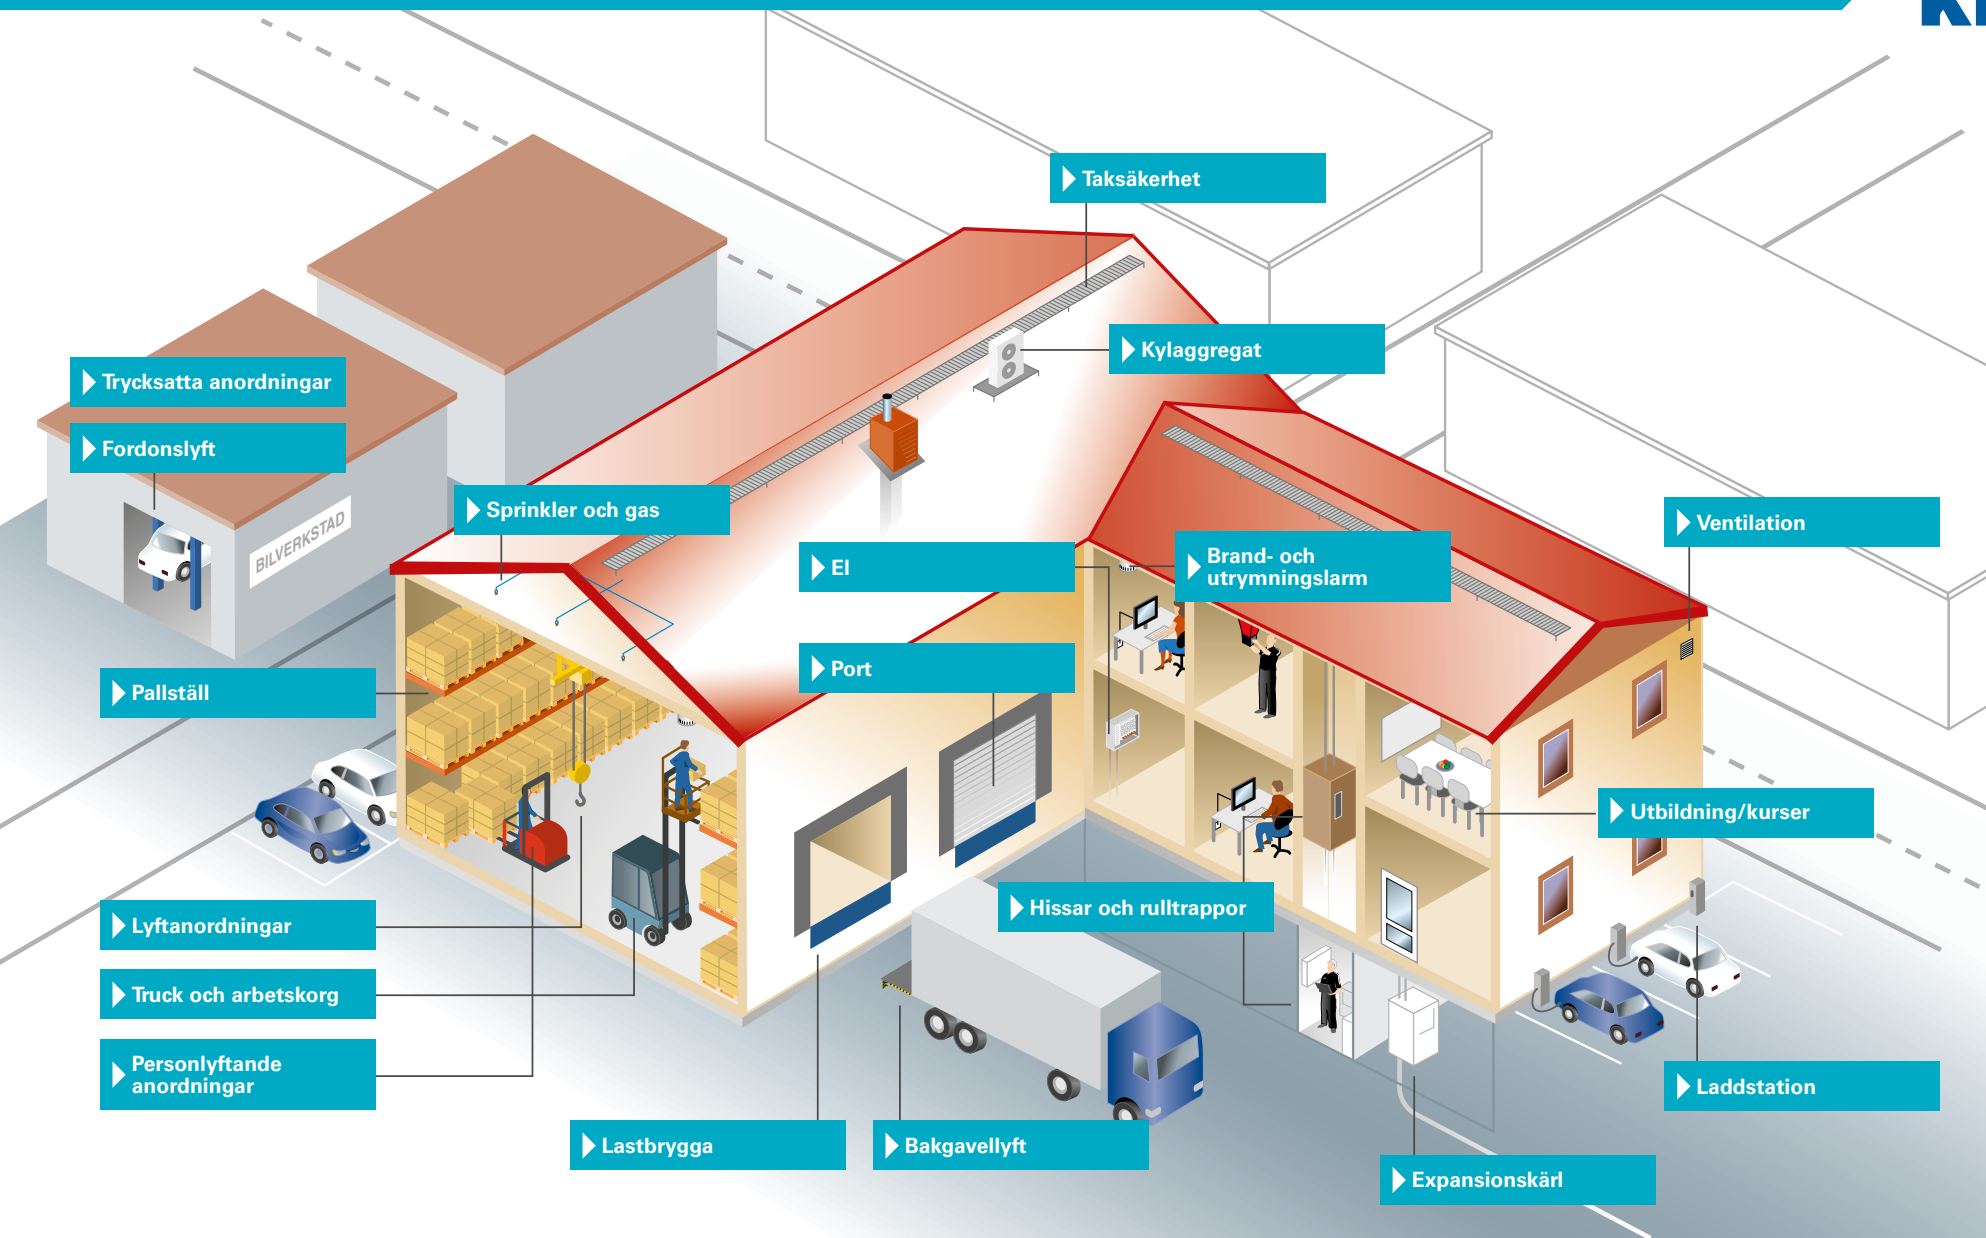 Taksäkerhet
Kylaggregat
Trycksatta anordningar
Fordonslyft
BILVERKSTAD
Sprinkler och gas
Ventilation
El
Brand- och
utrymningslarm
Port
Pallställ
Utbildning/kurser
Hissar och rulltrappor
Lyftanordningar
Truck och arbetskorg
Personlyftande
anordningar
Laddstation
Lastbrygga
Bakgavellyft
Expansionskärl